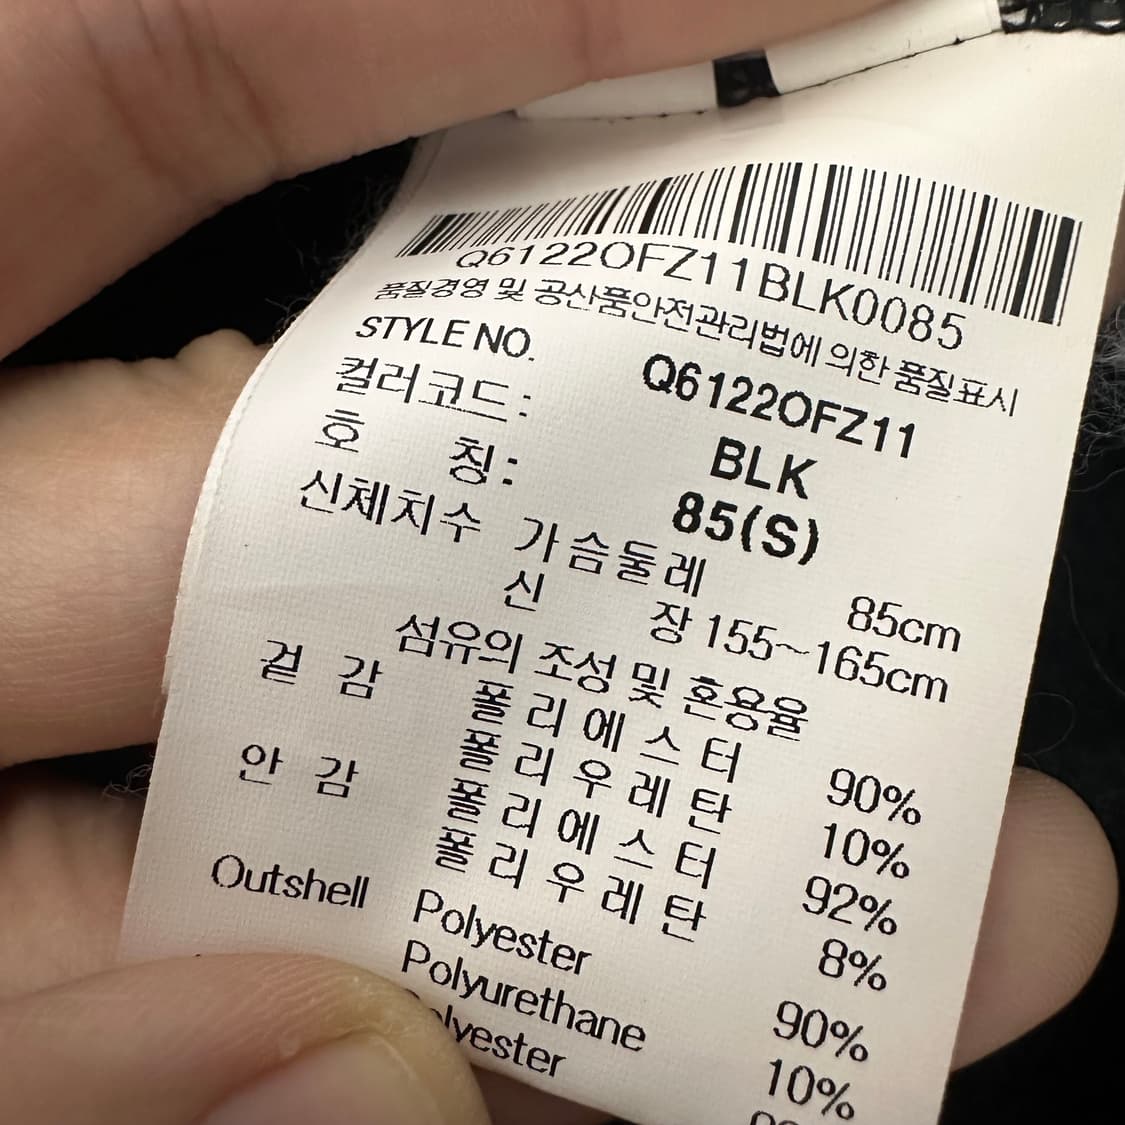 Q6122OFZ11BLK0085
품질경영 및 공산품안전관리법에 의한 품질표시
STYLE NO. Q6122OFZ11
컬러코드: BLK
호 칭: 85(S)
신체치수 가슴둘레 85cm
신 장 155~165cm
섬유의 조성 및 혼용율
겉 감 폴리에스터 90%
폴리우레탄 10%
안 감 폴리에스터 92%
폴리우레탄 8%
Outshell Polyester 90%
Polyurethane 10%